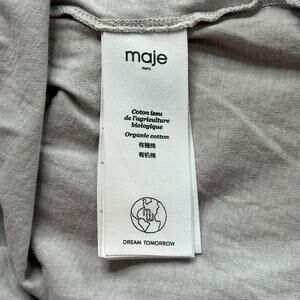 maje
PARIS
Coton issu
de l'agriculture
biologique
Organic cotton
有機棉
有机棉
DREAM TOMORROW